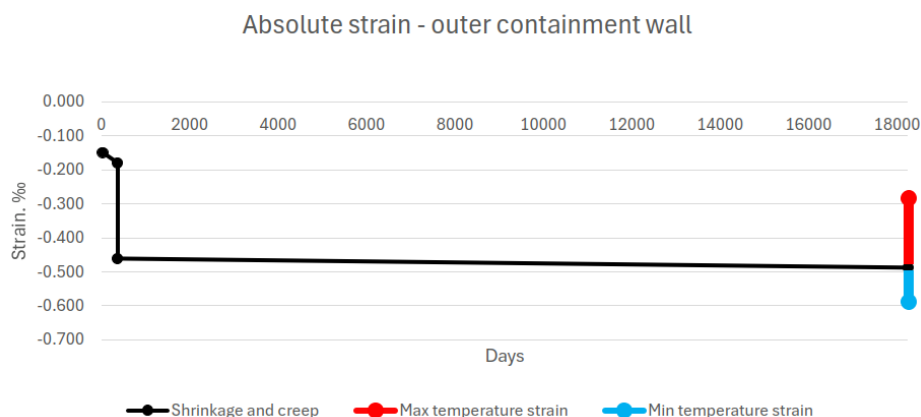 Absolute strain - outer containment wall
0.000
0 2000 4000 6000 8000 10000 12000 14000 16000 18000
-0.100
-0.200
-0.300
-0.400
-0.500
-0.600
-0.700
Strain. ‰
Days
Shrinkage and creep Max temperature strain Min temperature strain